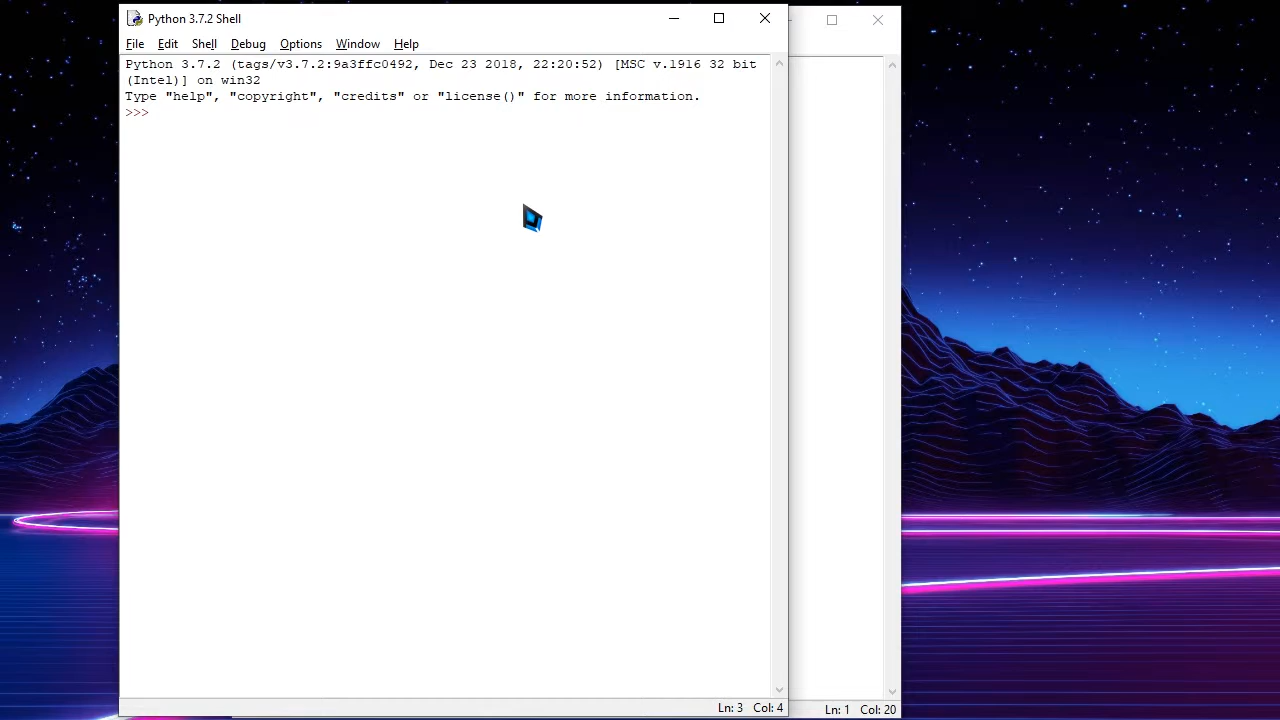 Python 3.7.2 Shell
File Edit Shell Debug Options Window Help
Python 3.7.2 (tags/v3.7.2:9a3ffc0492, Dec 23 2018, 22:20:52) [MSC v.1916 32 bit
(Intel)] on win32
Type "help", "copyright", "credits" or "license()" for more information.
>>>
Ln: 3 Col: 4
Ln: 1 Col: 20